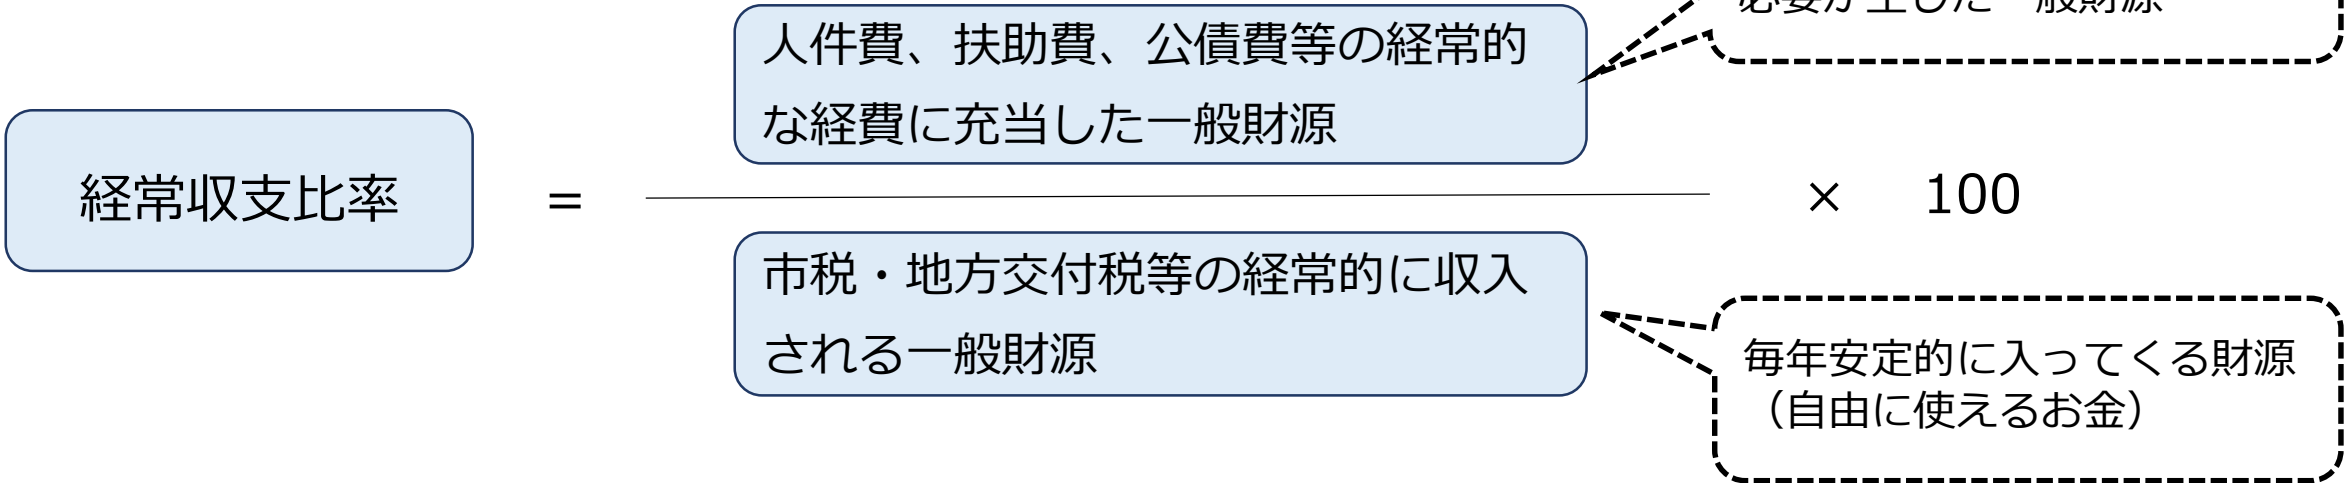 人件費、扶助費、公債費等の経常的
な経費に充当した一般財源
経常収支比率
=
× 100
市税・地方交付税等の経常的に収入
される一般財源
毎年安定的に入ってくる財源
（自由に使えるお金）